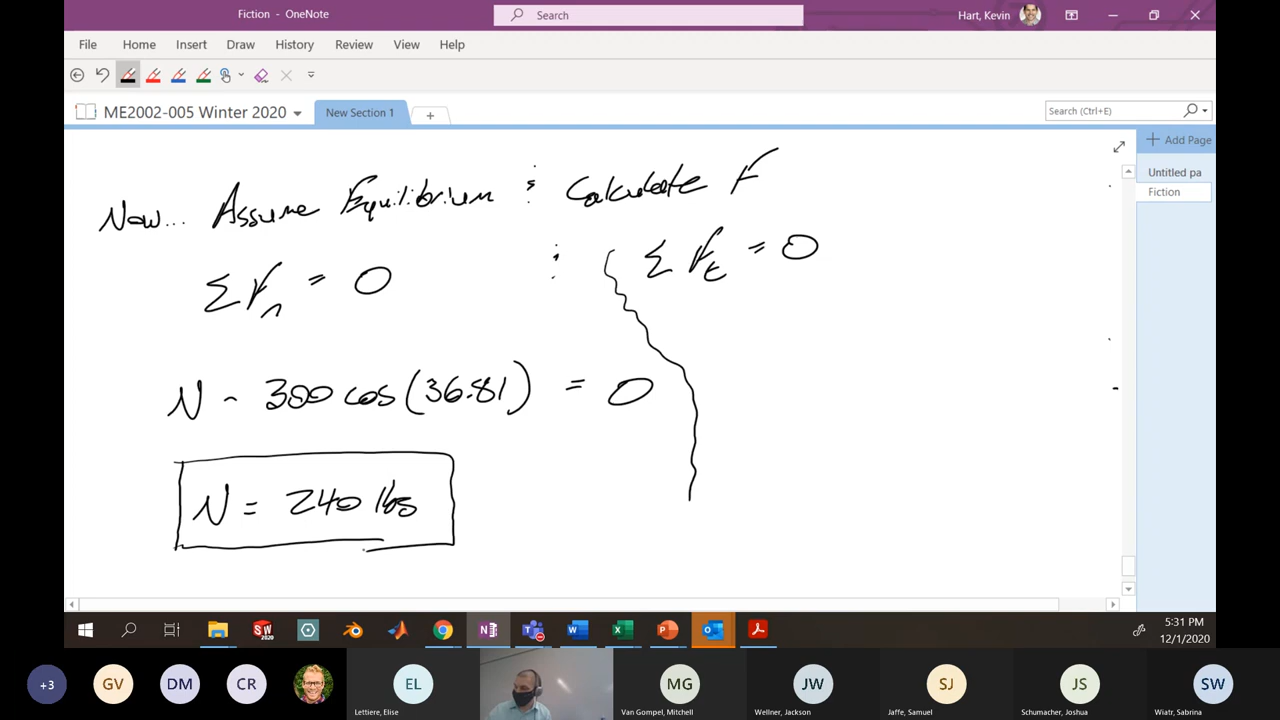 Fiction - OneNote
Search
Hart, Kevin
File Home Insert Draw History Review View Help
ME2002-005 Winter 2020
New Section 1
+
Search (Ctrl+E)
+ Add Page
Untitled pa
Fiction
Now... Assume Equilibrium & Calculate F
Σ Fn = 0 & Σ Ft = 0
N - 300 cos (36.81) = 0
N = 240 lbs
5:31 PM
12/1/2020
+3 GV DM CR EL MG JW SJ JS SW
Lettiere, Elise Van Gompel, Mitchell Wellner, Jackson Jaffe, Samuel Schumacher, Joshua Wiatr, Sabrina